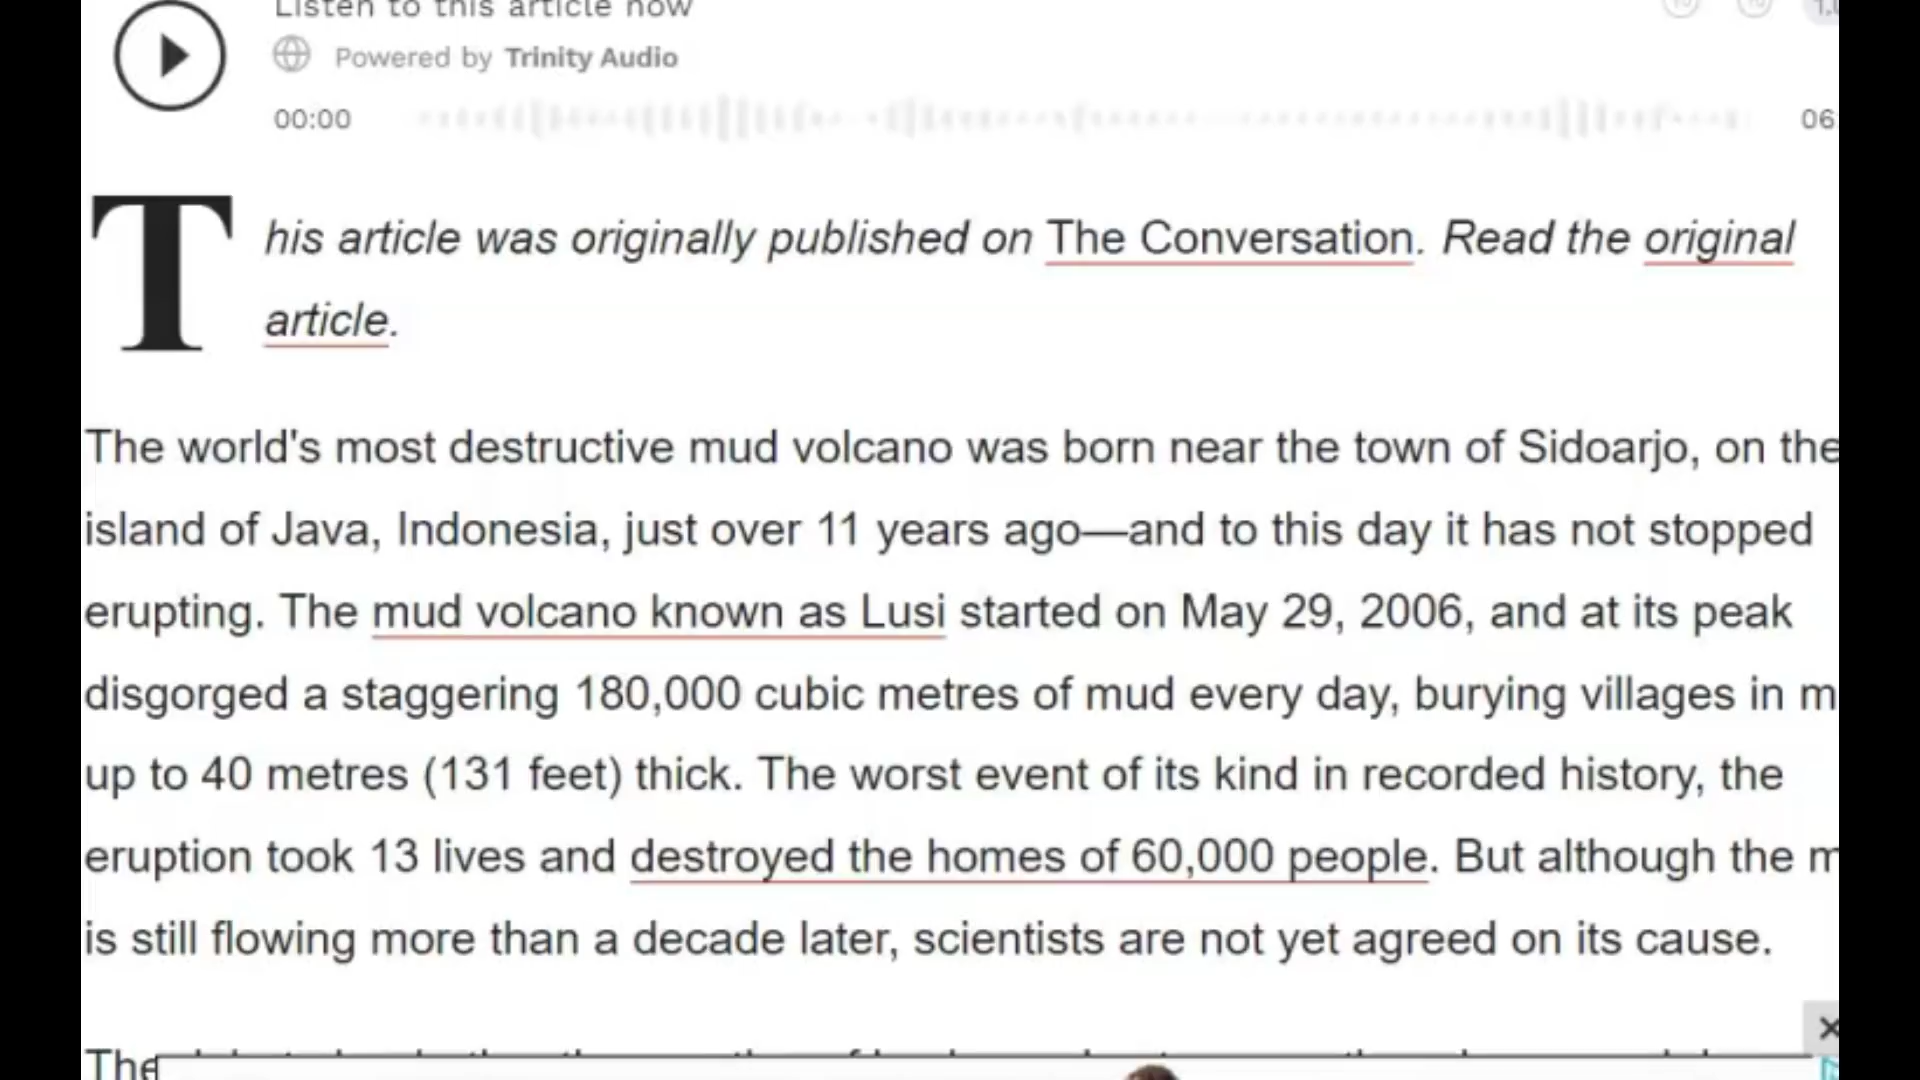 Listen to this article now
Powered by Trinity Audio
00:00
06:
This article was originally published on The Conversation. Read the original
article.
The world's most destructive mud volcano was born near the town of Sidoarjo, on the
island of Java, Indonesia, just over 11 years ago—and to this day it has not stopped
erupting. The mud volcano known as Lusi started on May 29, 2006, and at its peak
disgorged a staggering 180,000 cubic metres of mud every day, burying villages in m
up to 40 metres (131 feet) thick. The worst event of its kind in recorded history, the
eruption took 13 lives and destroyed the homes of 60,000 people. But although the m
is still flowing more than a decade later, scientists are not yet agreed on its cause.
The